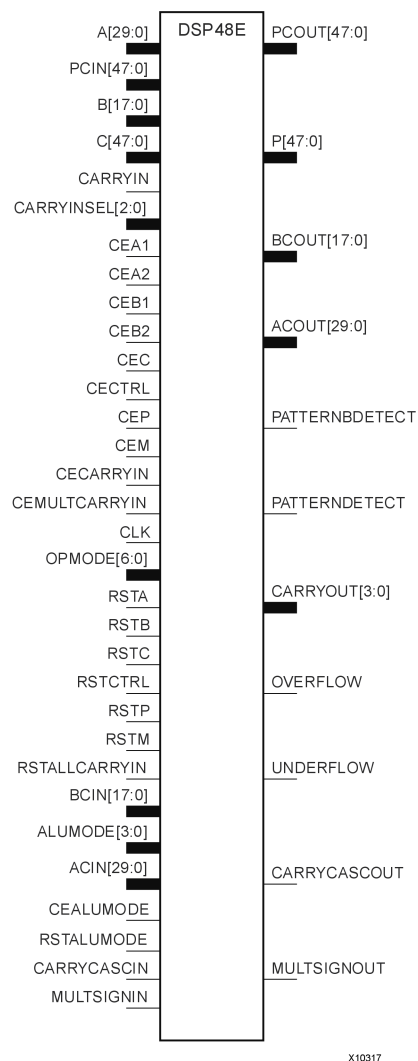 DSP48E
A[29:0]
PCIN[47:0]
B[17:0]
C[47:0]
CARRYIN
CARRYINSEL[2:0]
CEA1
CEA2
CEB1
CEB2
CEC
CECTRL
CEP
CEM
CECARRYIN
CEMULTCARRYIN
CLK
OPMODE[6:0]
RSTA
RSTB
RSTC
RSTCTRL
RSTP
RSTM
RSTALLCARRYIN
BCIN[17:0]
ALUMODE[3:0]
ACIN[29:0]
CEALUMODE
RSTALUMODE
CARRYCASCIN
MULTSIGNIN
PCOUT[47:0]
P[47:0]
BCOUT[17:0]
ACOUT[29:0]
PATTERNBDETECT
PATTERNDETECT
CARRYOUT[3:0]
OVERFLOW
UNDERFLOW
CARRYCASCOUT
MULTSIGNOUT
X10317